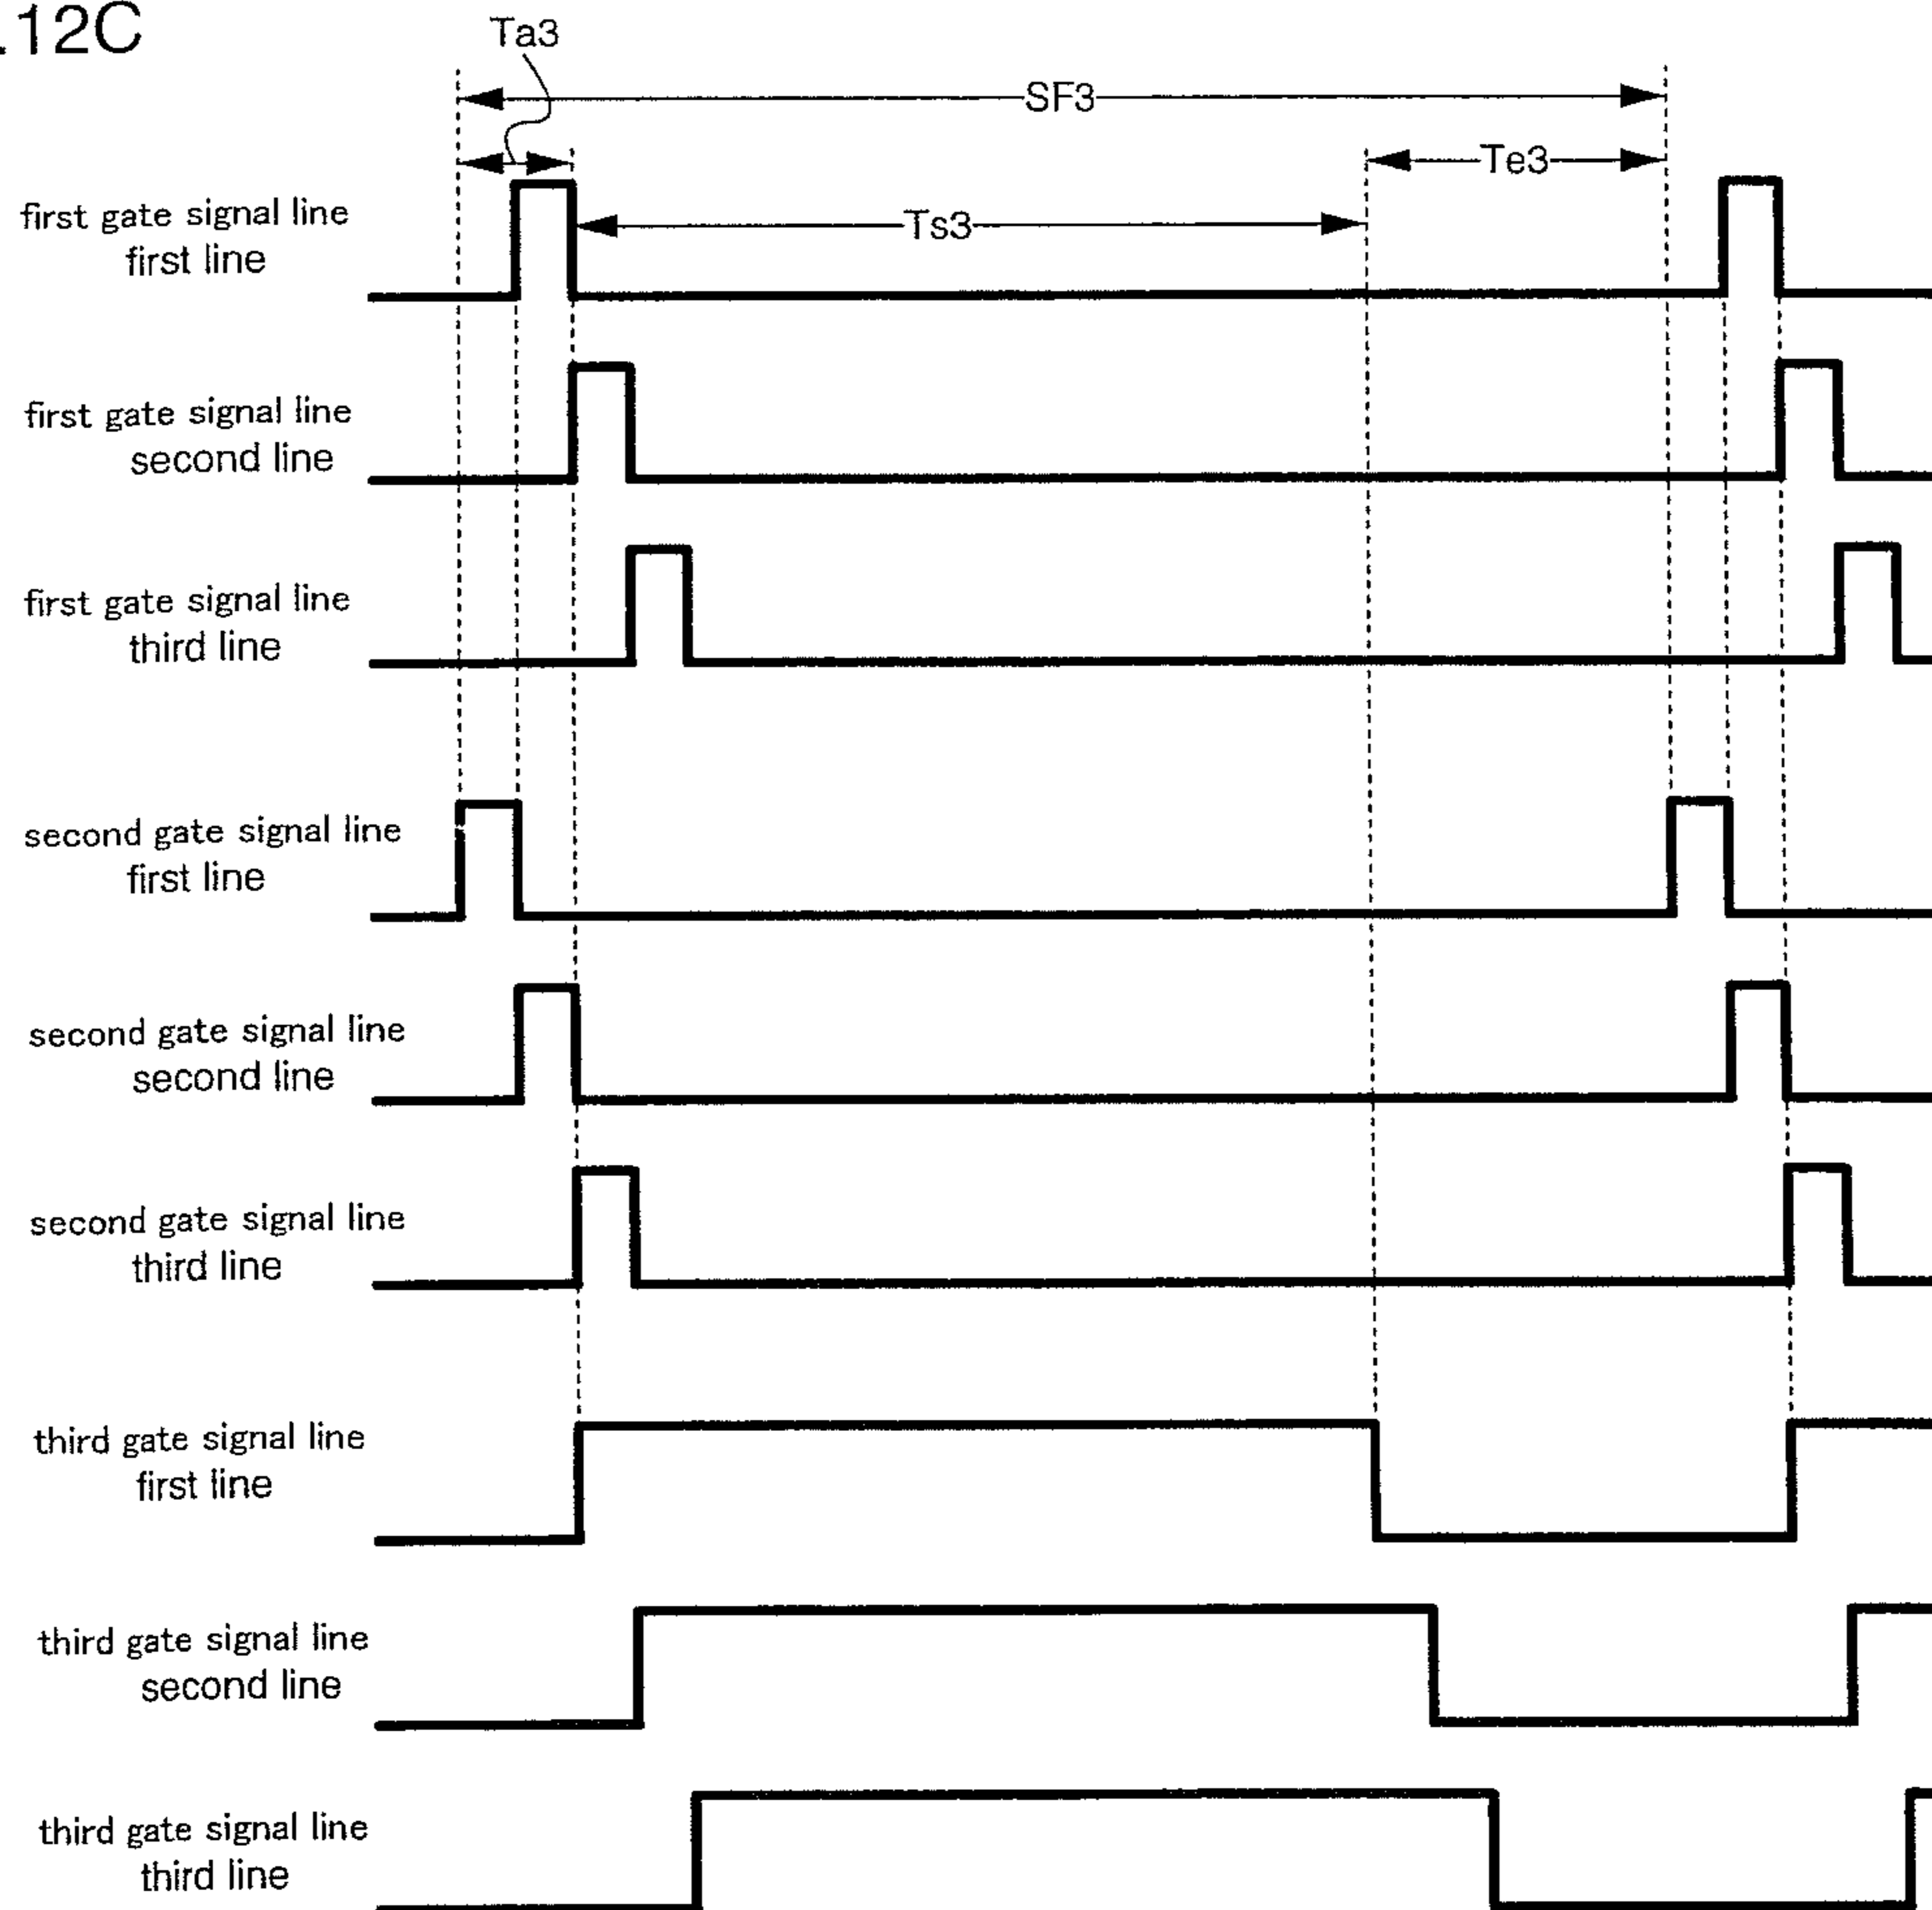 .12C
Ta3
SF3
Te3
Ts3
first gate signal line
first line
first gate signal line
second line
first gate signal line
third line
second gate signal line
first line
second gate signal line
second line
second gate signal line
third line
third gate signal line
first line
third gate signal line
second line
third gate signal line
third line